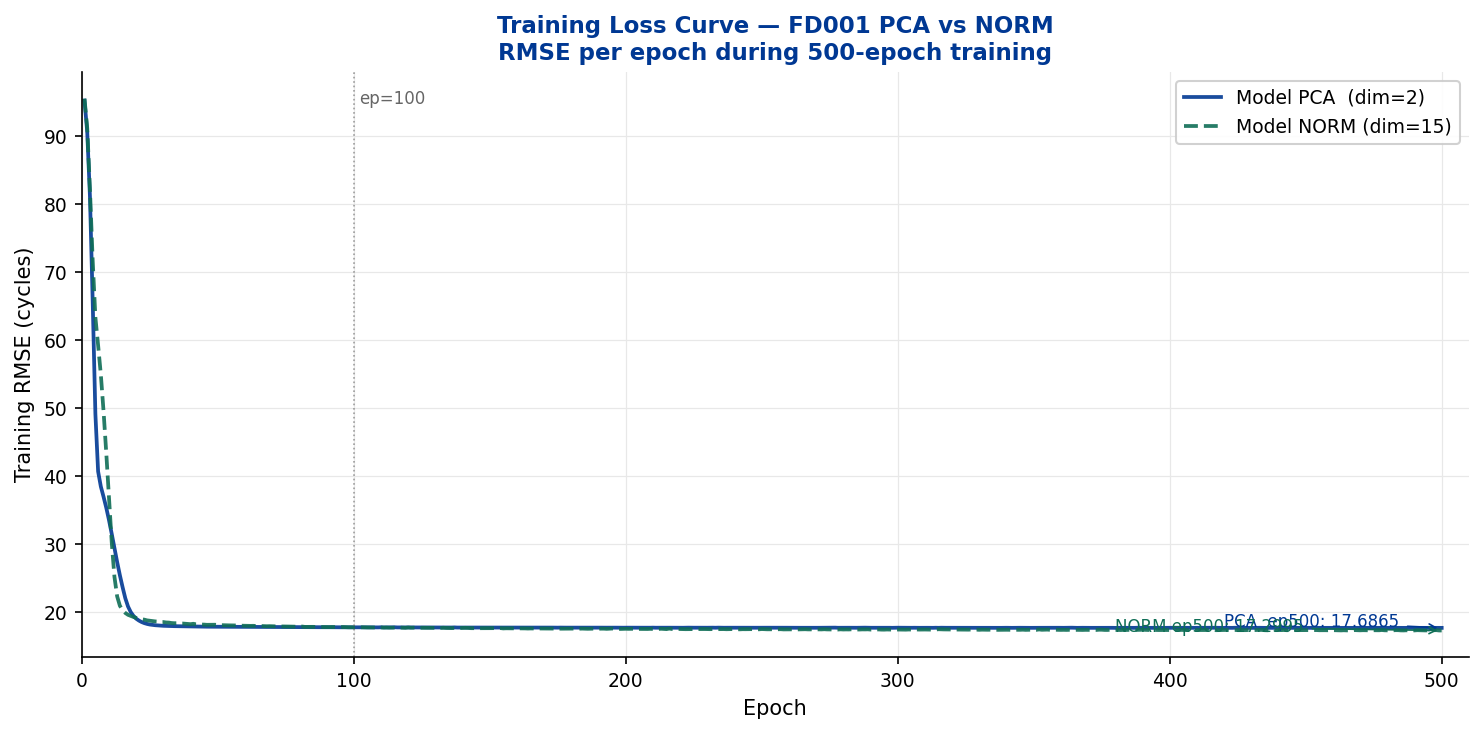 Training Loss Curve — FD001 PCA vs NORM
RMSE per epoch during 500-epoch training
ep=100
Model PCA (dim=2)
Model NORM (dim=15)
Training RMSE (cycles)
90
80
70
60
50
40
30
20
PCA ep500: 17.6865
NORM ep500:
0
100
200
300
400
500
Epoch